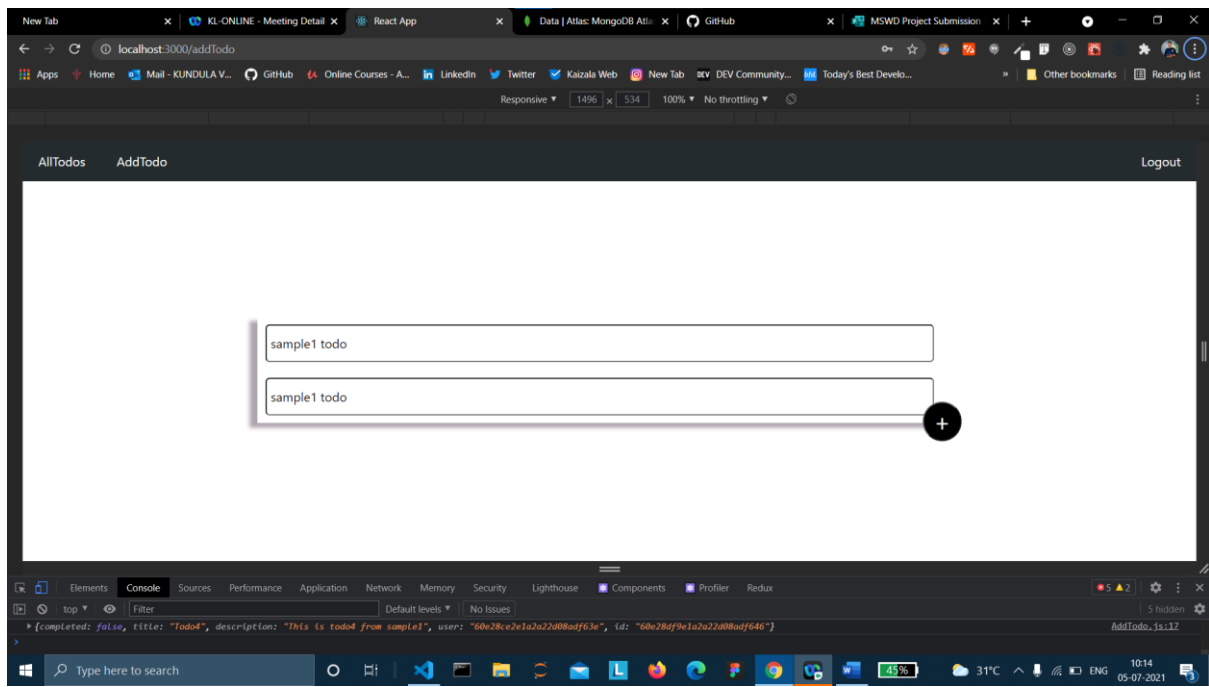 New Tab KL-ONLINE - Meeting Detail React App Data | Atlas: MongoDB Atla GitHub MSWD Project Submission
localhost:3000/addTodo
Apps Home Mail - KUNDULA V... GitHub Online Courses - A... LinkedIn Twitter Kaizala Web New Tab DEV DEV Community... Today's Best Develo... » Other bookmarks Reading list
Responsive ▼ 1496 x 534 100% ▼ No throttling ▼
AllTodos AddTodo Logout
sample1 todo
sample1 todo
+
Elements Console Sources Performance Application Network Memory Security Lighthouse Components Profiler Redux 5 2
top ▼ Filter Default levels ▼ No Issues 5 hidden
{completed: false, title: "Todo4", description: "This is todo4 from sample1", user: "60e28ce2e1a2a22d08adf63e", id: "60e28df9e1a2a22d08adf646"} AddTodo.js:17
Type here to search 45% 31°C ENG 10:14
05-07-2021 3